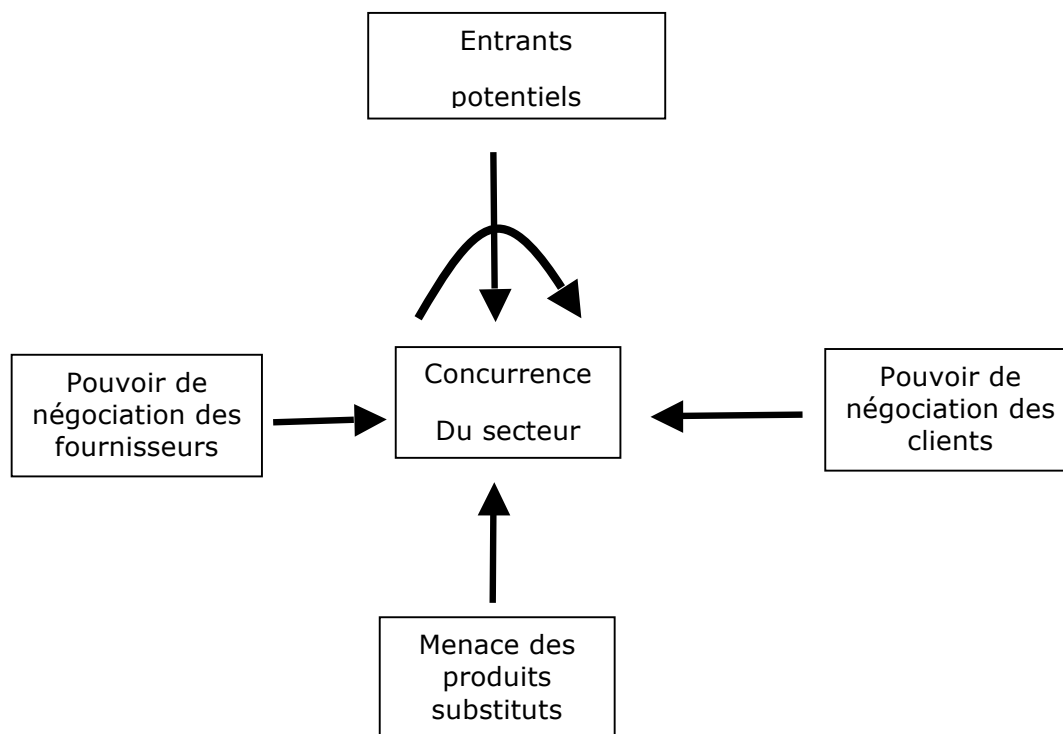 Entrants
potentiels
Pouvoir de
négociation des
fournisseurs
Concurrence
Du secteur
Pouvoir de
négociation des
clients
Menace des
produits
substituts